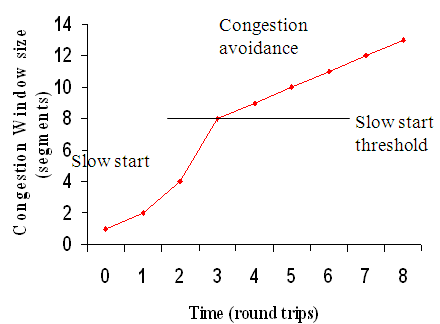 Congestion
avoidance
Congestion Window size
(segments)
14
12
10
8
6
4
2
0
Slow start
Slow start
threshold
0 1 2 3 4 5 6 7 8
Time (round trips)